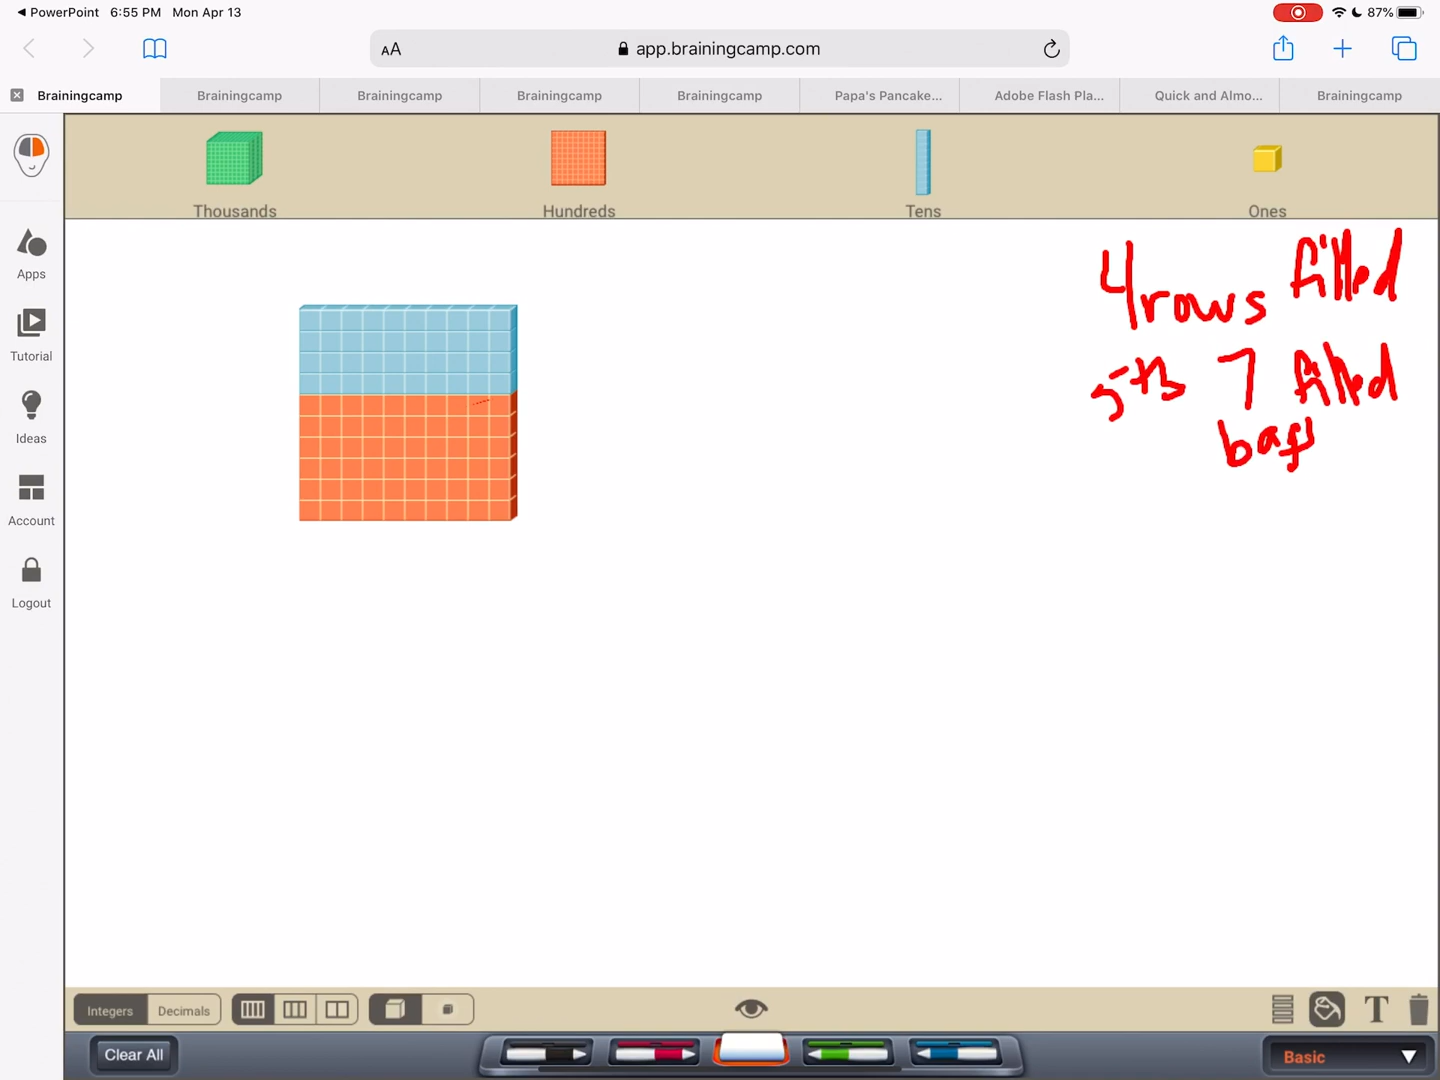 PowerPoint 6:55 PM Mon Apr 13 87%
AA app.brainingcamp.com
Brainingcamp Brainingcamp Brainingcamp Brainingcamp Brainingcamp Papa's Pancake... Adobe Flash Pla... Quick and Almo... Brainingcamp
Thousands Hundreds Tens Ones
Apps
Tutorial
Ideas
Account
Logout
4 rows filled
5th 7 filled
Integers Decimals T
Clear All Basic